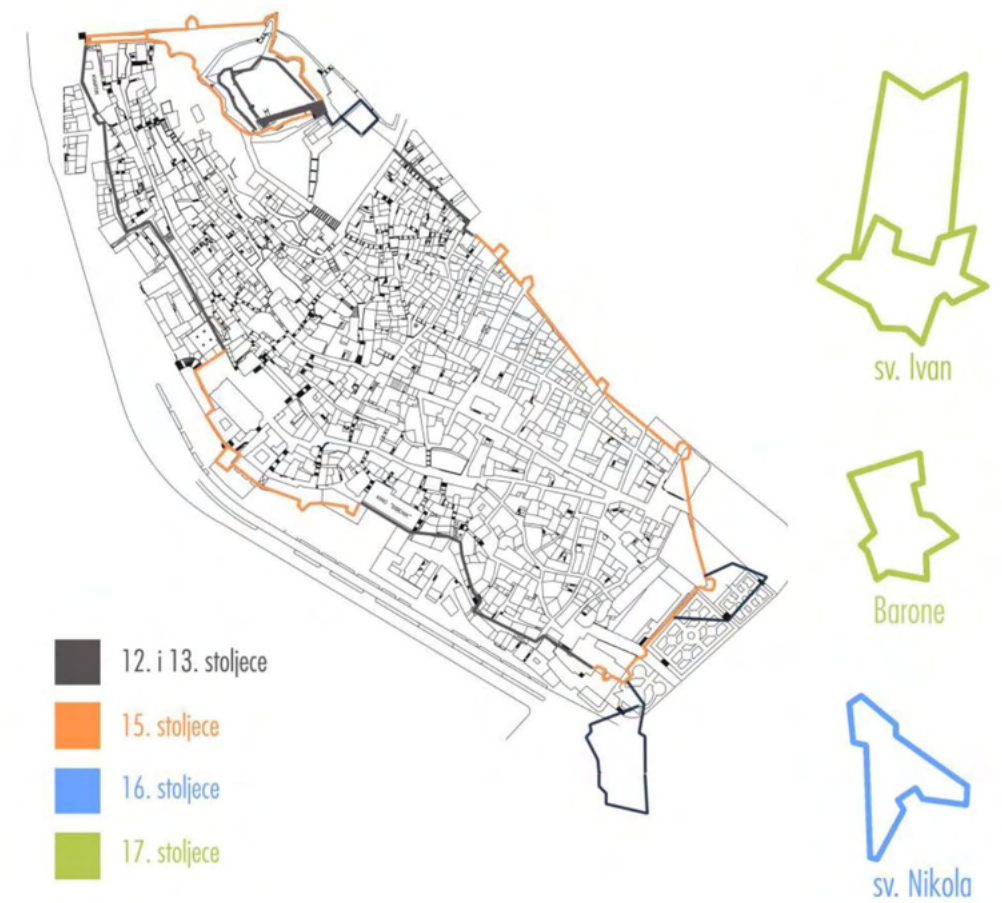 sv. Ivan
Barone
12. i 13. stoljece
15. stoljece
16. stoljece
17. stoljece
sv. Nikola